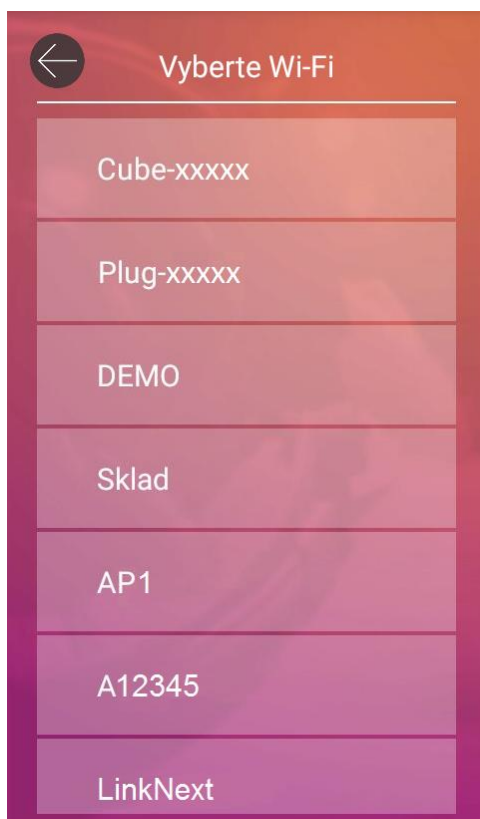 Vyberte Wi-Fi
Cube-xxxxx
Plug-xxxxx
DEMO
Sklad
AP1
A12345
LinkNext